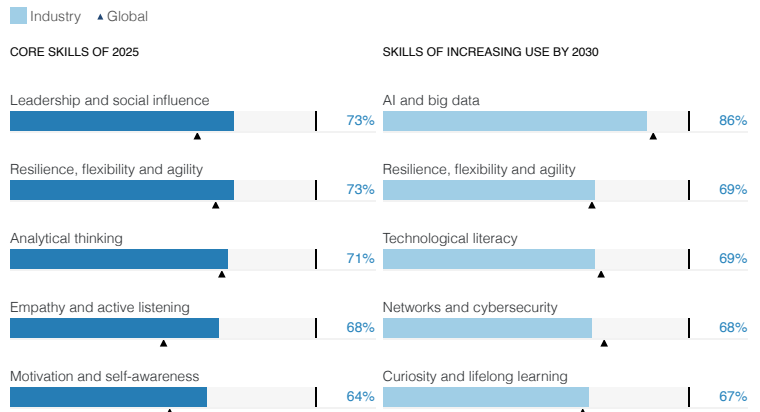 Industry Global
CORE SKILLS OF 2025
Leadership and social influence
73%
Resilience, flexibility and agility
73%
Analytical thinking
71%
Empathy and active listening
68%
Motivation and self-awareness
64%
SKILLS OF INCREASING USE BY 2030
AI and big data
86%
Resilience, flexibility and agility
69%
Technological literacy
69%
Networks and cybersecurity
68%
Curiosity and lifelong learning
67%